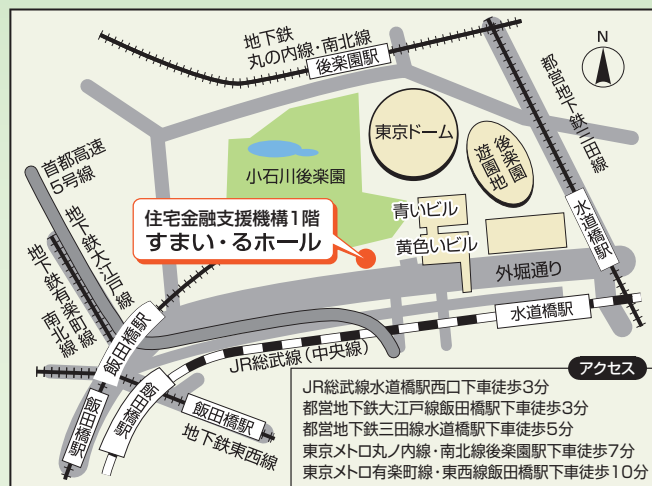 地下鉄
丸の内線・南北線
後楽園駅
N
都営地下鉄三田線
首都高速
5号線
東京ドーム
後楽園
遊園地
小石川後楽園
水道橋駅
住宅金融支援機構1階
すまい・るホール
青いビル
黄色いビル
外堀通り
地下鉄大江戸線
地下鉄有楽町線
南北線
飯田橋駅
水道橋駅
JR総武線(中央線)
飯田橋駅
飯田橋駅
飯田橋駅
地下鉄東西線
アクセス
JR総武線水道橋駅西口下車徒歩3分
都営地下鉄大江戸線飯田橋駅下車徒歩3分
都営地下鉄三田線水道橋駅下車徒歩5分
東京メトロ丸ノ内線・南北線後楽園駅下車徒歩7分
東京メトロ有楽町線・東西線飯田橋駅下車徒歩10分